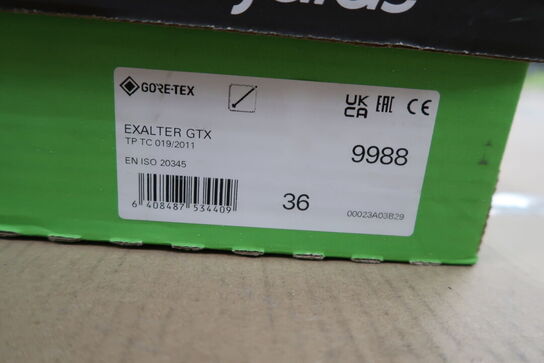 GORE-TEX
UK CA EAC CE
EXALTER GTX
TP TC 019/2011
9988
EN ISO 20345
6 408487 534409
36
00023A03B29